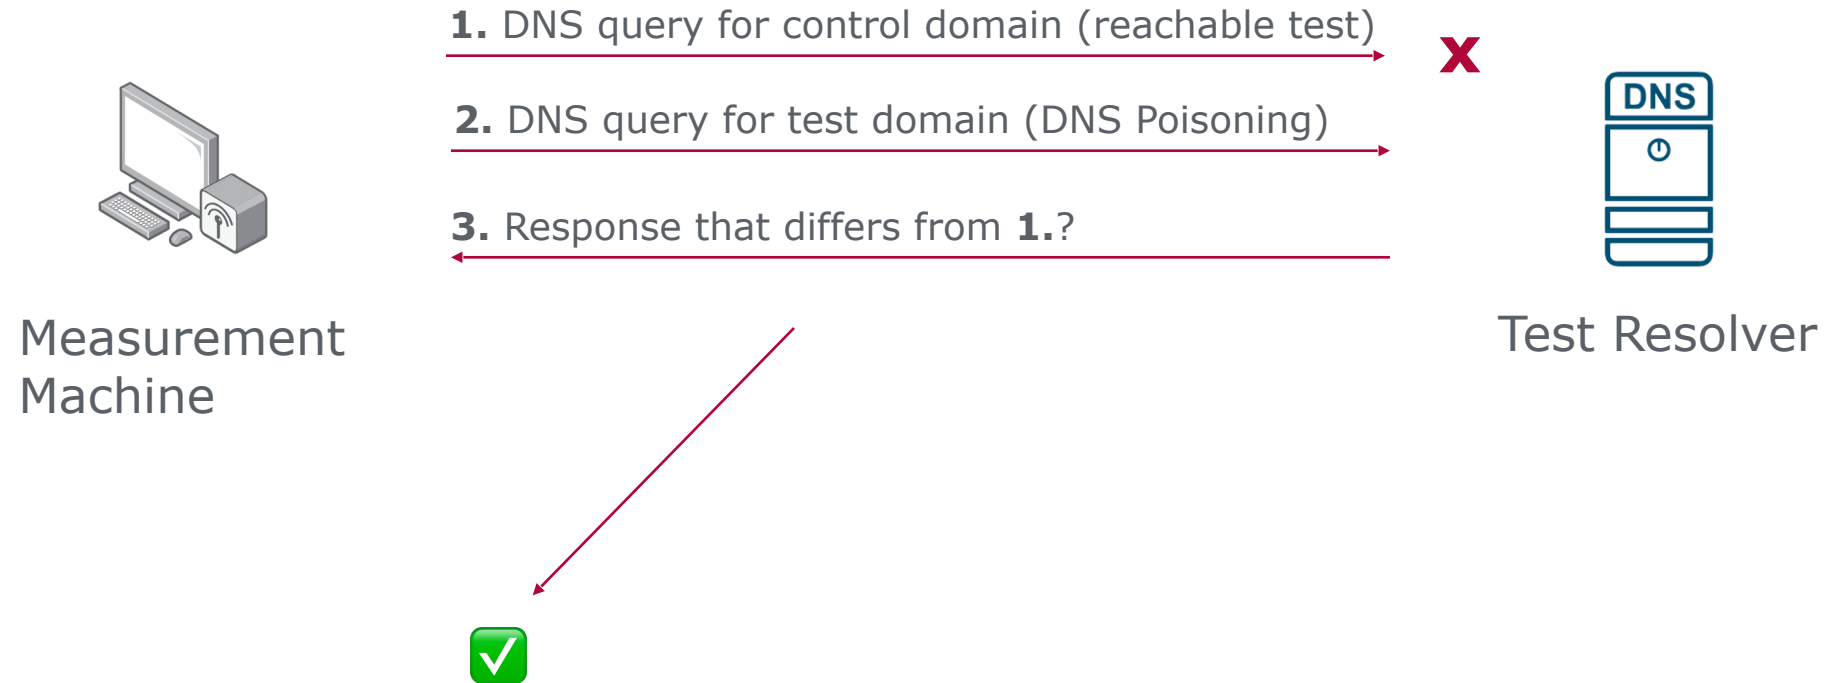 1. DNS query for control domain (reachable test)
x
DNS
2. DNS query for test domain (DNS Poisoning)
3. Response that differs from 1.?
Measurement
Machine
Test Resolver